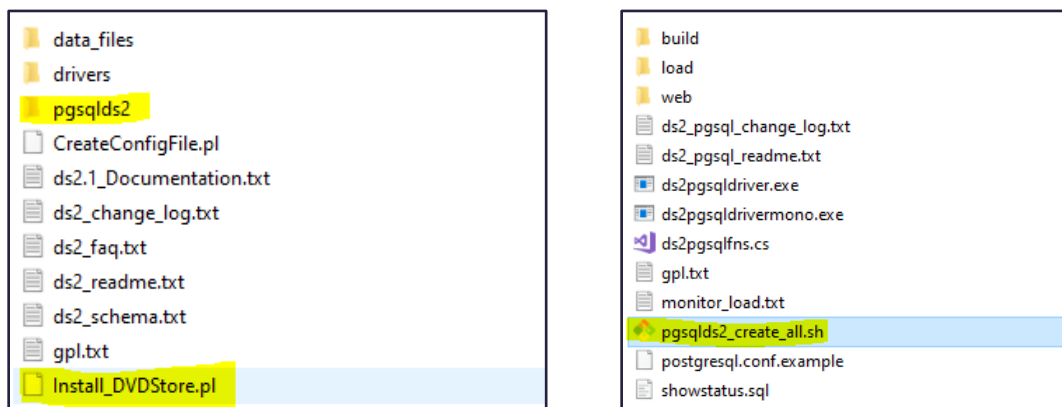 data_files
drivers
pgsqlds2
CreateConfigFile.pl
ds2.1_Documentation.txt
ds2_change_log.txt
ds2_faq.txt
ds2_readme.txt
ds2_schema.txt
gpl.txt
Install_DVDStore.pl
build
load
web
ds2_pgsql_change_log.txt
ds2_pgsql_readme.txt
ds2pgsqldriver.exe
ds2pgsqldrivermono.exe
ds2pgsqlfns.cs
gpl.txt
monitor_load.txt
pgsqlds2_create_all.sh
postgresql.conf.example
showstatus.sql